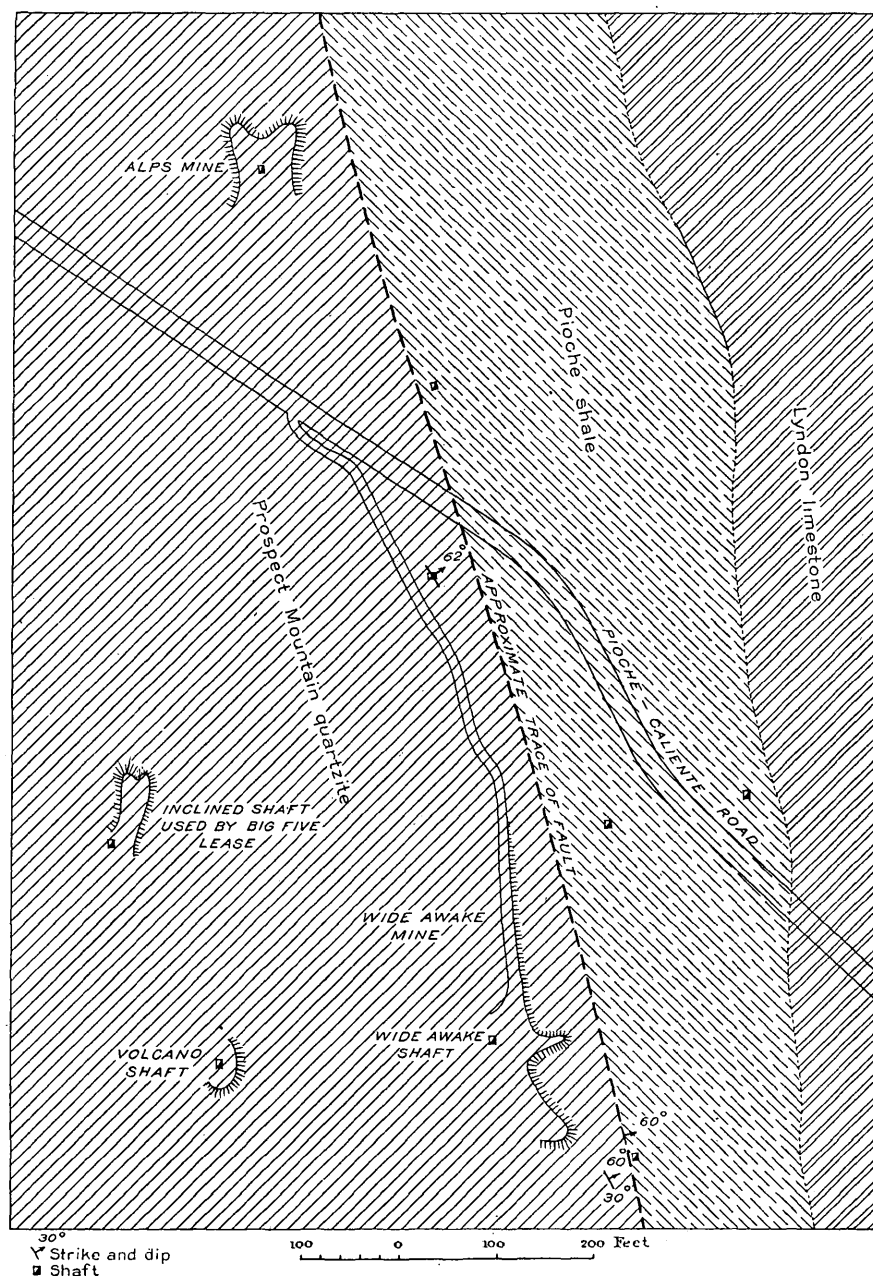 ALPS MINE
Pioche shale
Lyndon limestone
Prospect Mountain quartzite
62°
APPROXIMATE TRACE OF FAULT
PIOCHE-CALIENTE ROAD
INCLINED SHAFT
USED BY BIG FIVE
LEASE
WIDE AWAKE
MINE
WIDE AWAKE
SHAFT
VOLCANO
SHAFT
60°
60°
30°
30°
Strike and dip
Shaft
100 0 100 200 Feet